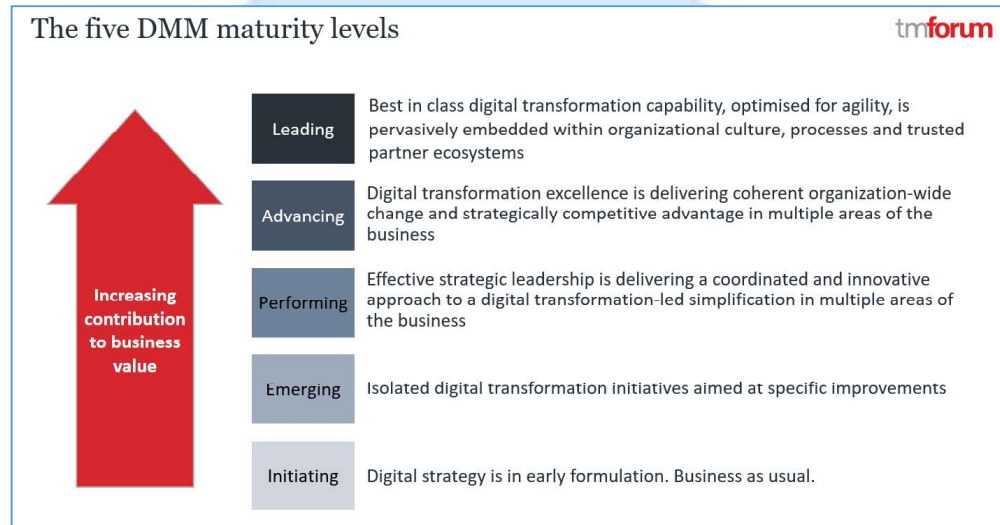 The five DMM maturity levels
tmforum
Leading
Best in class digital transformation capability, optimised for agility, is
pervasively embedded within organizational culture, processes and trusted
partner ecosystems
Advancing
Digital transformation excellence is delivering coherent organization-wide
change and strategically competitive advantage in multiple areas of the
business
Performing
Effective strategic leadership is delivering a coordinated and innovative
approach to a digital transformation-led simplification in multiple areas of
the business
Increasing
contribution
to business
value
Emerging
Isolated digital transformation initiatives aimed at specific improvements
Initiating
Digital strategy is in early formulation. Business as usual.